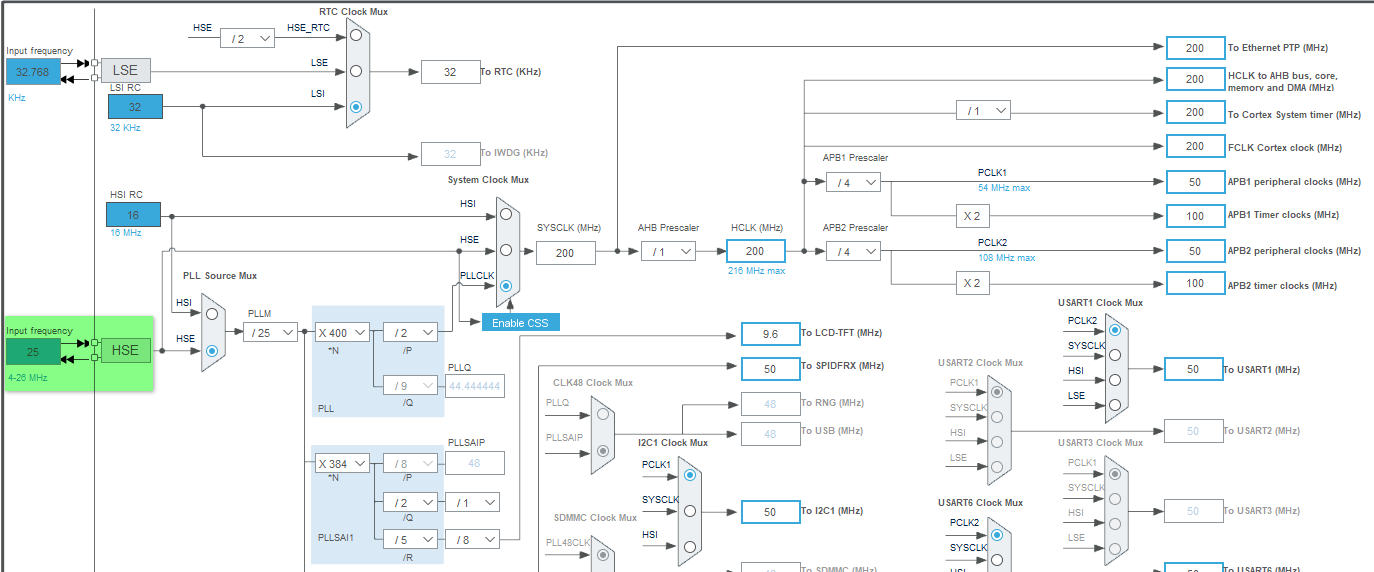 RTC Clock Mux
HSE
/ 2
HSE_RTC
Input frequency
32.768
KHz
LSE
LSE
LSI RC
32
32 KHz
LSI
32
To RTC (KHz)
32
To IWDG (KHz)
200
To Ethernet PTP (MHz)
200
HCLK to AHB bus, core,
memory and DMA (MHz)
/ 1
200
To Cortex System timer (MHz)
200
FCLK Cortex clock (MHz)
System Clock Mux
HSI RC
16
16 MHz
HSI
HSE
PLLCLK
Enable CSS
SYSCLK (MHz)
200
AHB Prescaler
/ 1
HCLK (MHz)
200
216 MHz max
APB1 Prescaler
/ 4
PCLK1
54 MHz max
50
APB1 peripheral clocks (MHz)
X 2
100
APB1 Timer clocks (MHz)
APB2 Prescaler
/ 4
PCLK2
108 MHz max
50
APB2 peripheral clocks (MHz)
X 2
100
APB2 timer clocks (MHz)
PLL Source Mux
HSI
HSE
Input frequency
25
4-26 MHz
HSE
PLLM
/ 25
X 400
*N
/ 2
/P
PLLQ
/ 9
44.444444
/Q
PLL
PLLSAIP
X 384
*N
/ 8
48
/P
/ 2
/ 1
/Q
/ 5
/ 8
/R
PLLSAI1
9.6
To LCD-TFT (MHz)
50
To SPIDFRX (MHz)
CLK48 Clock Mux
PLLQ
PLLSAIP
48
To RNG (MHz)
48
To USB (MHz)
I2C1 Clock Mux
PCLK1
SYSCLK
HSI
50
To I2C1 (MHz)
SDMMC Clock Mux
PLL48CLK
48
To SDMMC (MHz)
USART1 Clock Mux
PCLK2
SYSCLK
HSI
LSE
50
To USART1 (MHz)
USART2 Clock Mux
PCLK1
SYSCLK
HSI
LSE
50
To USART2 (MHz)
USART3 Clock Mux
PCLK1
SYSCLK
HSI
LSE
50
To USART3 (MHz)
USART6 Clock Mux
PCLK2
SYSCLK
HSI
50
To USART6 (MHz)